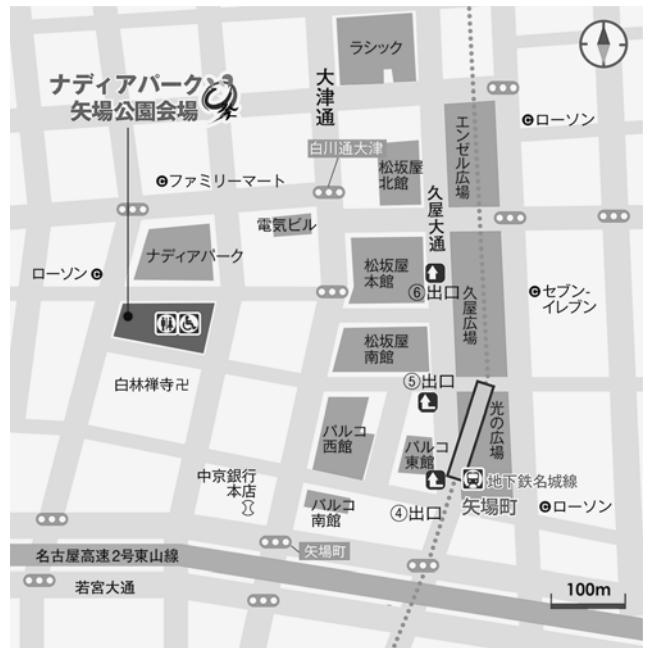 ラシック
ナディアパーク
矢場公園会場
大津通
エンゼル広場
ローソン
白川通大津
松坂屋
北館
ファミリーマート
久屋大通
電気ビル
ナディアパーク
松坂屋
本館
ローソン
⑥出口
久屋広場
セブン-
イレブン
松坂屋
南館
⑤出口
白林禅寺卍
光の広場
パルコ
西館
パルコ
東館
中京銀行
本店
地下鉄名城線
矢場町
パルコ
南館
④出口
ローソン
矢場町
名古屋高速2号東山線
若宮大通
100m